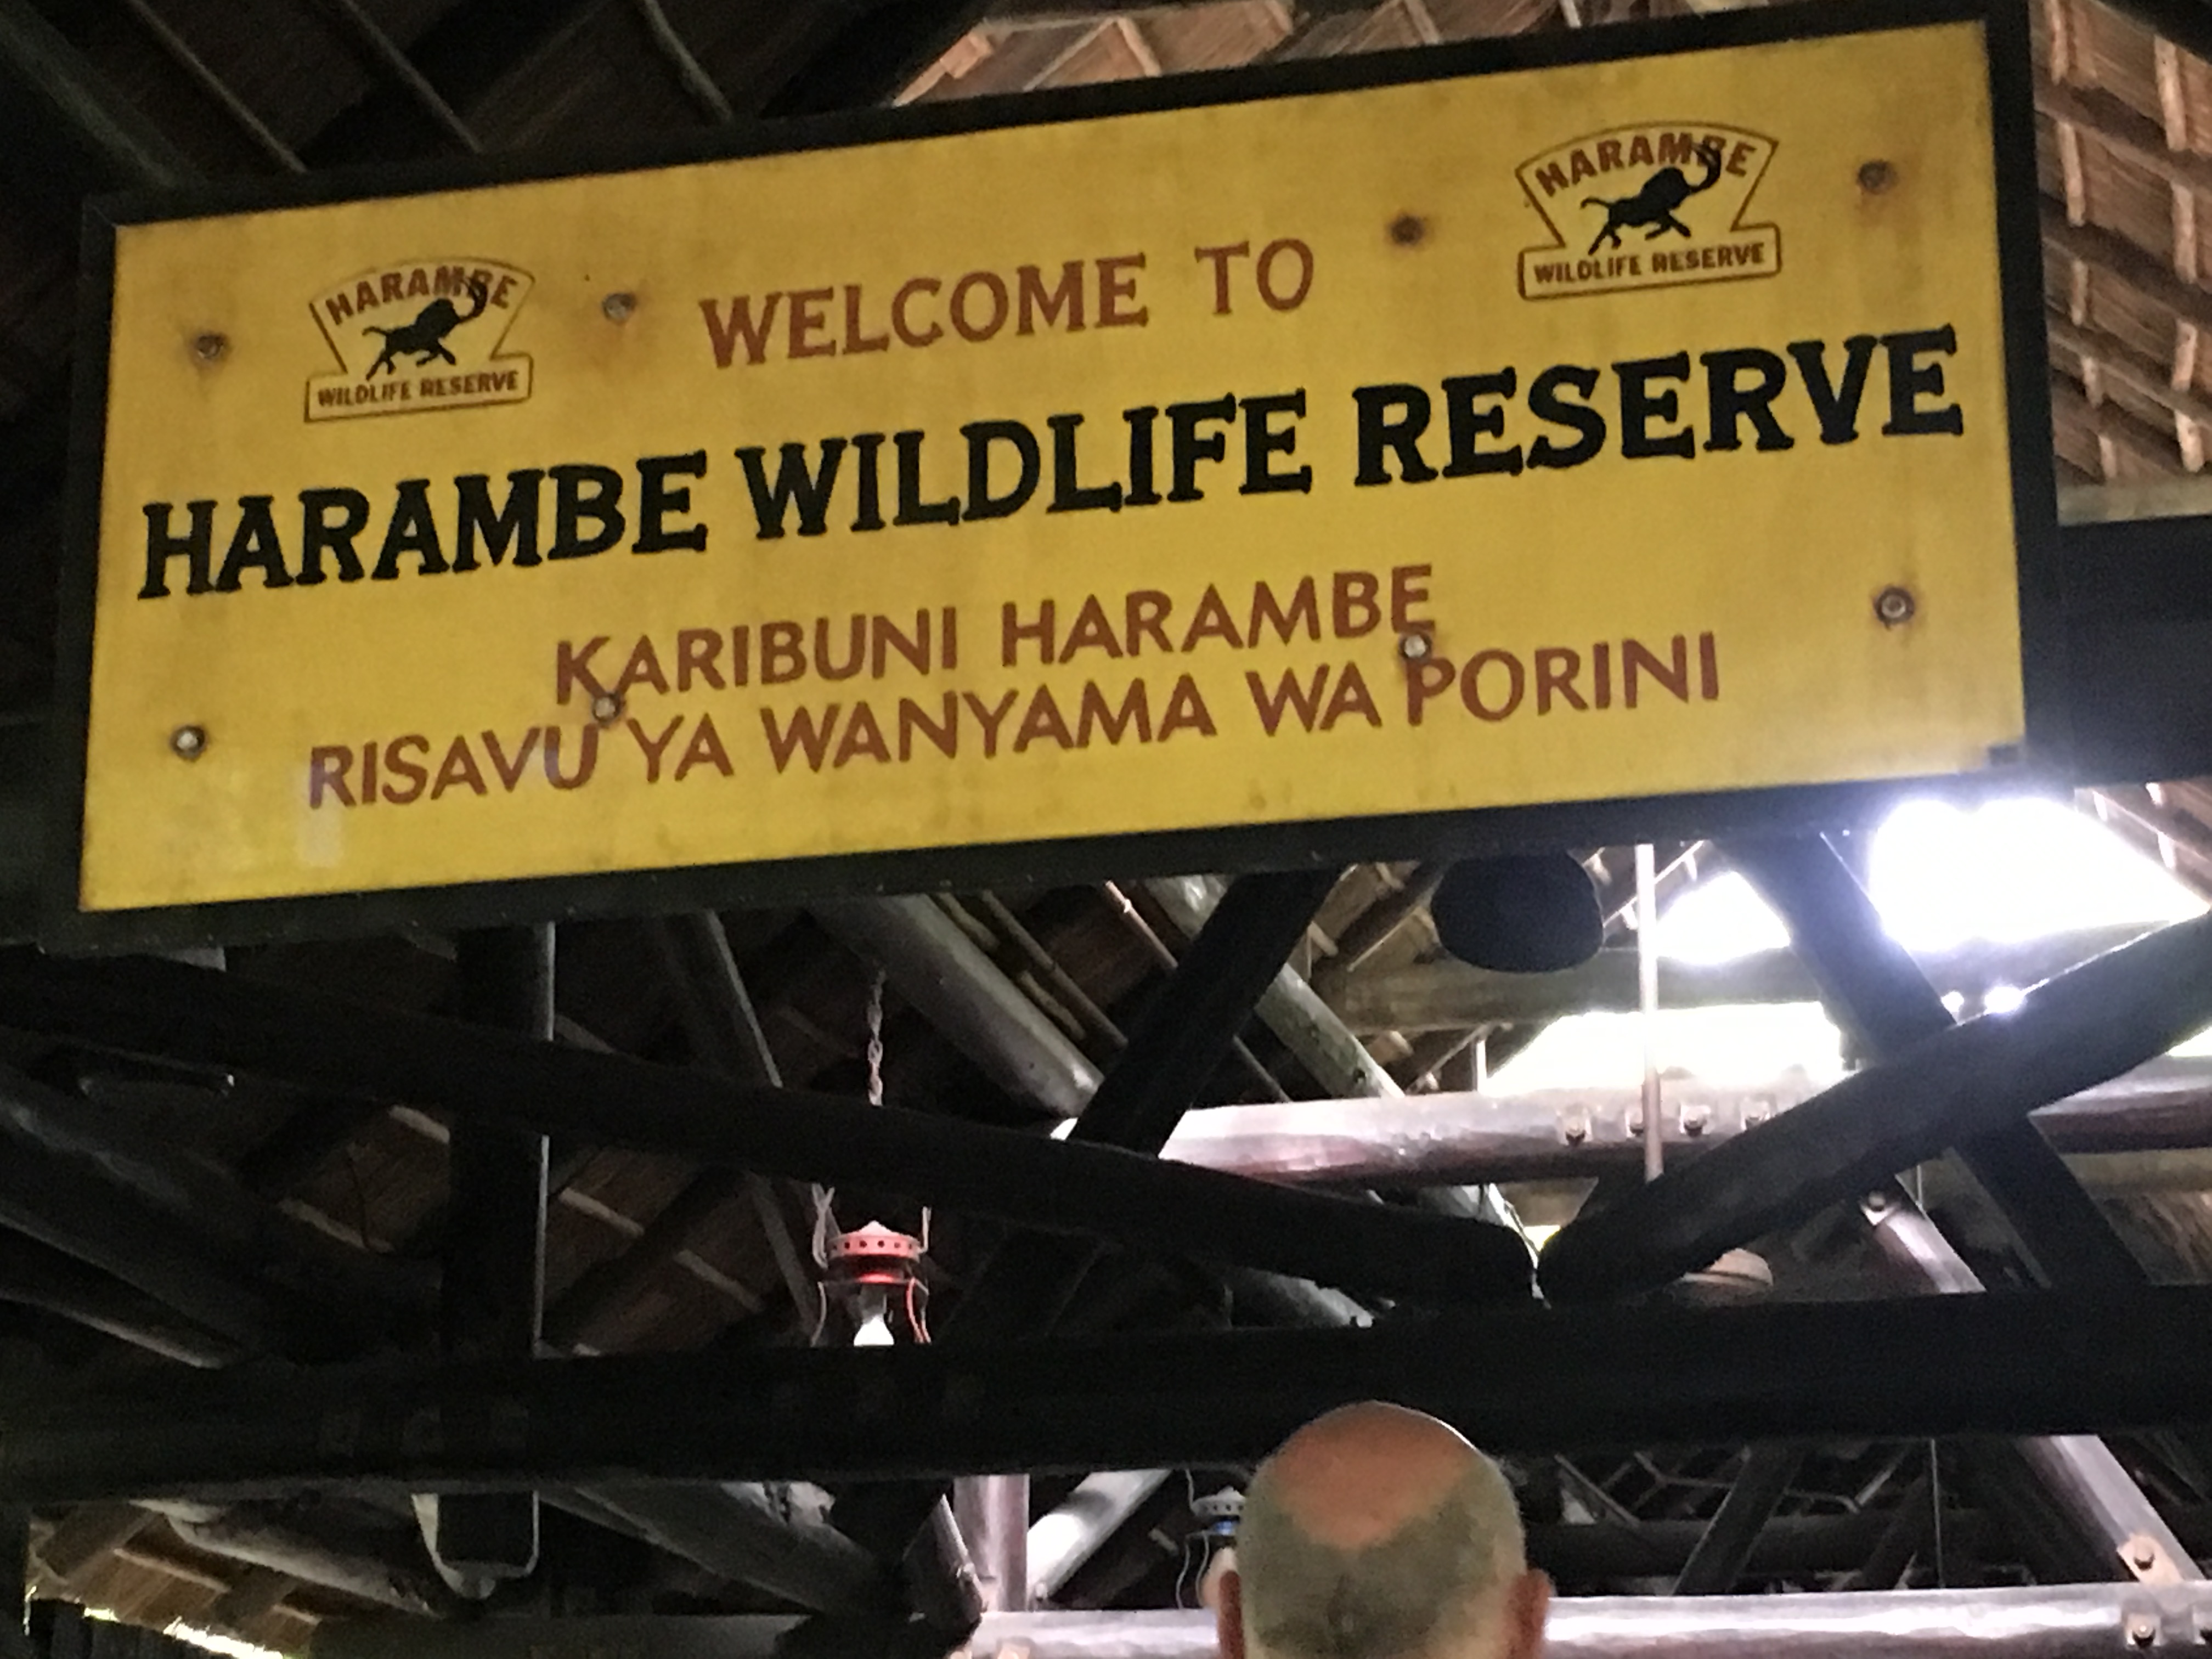 HARAMBE
WILDLIFE RESERVE
HARAMBE
WILDLIFE RESERVE
WELCOME TO
HARAMBE WILDLIFE RESERVE
KARIBUNI HARAMBE
RISAVU YA WANYAMA WA PORINI